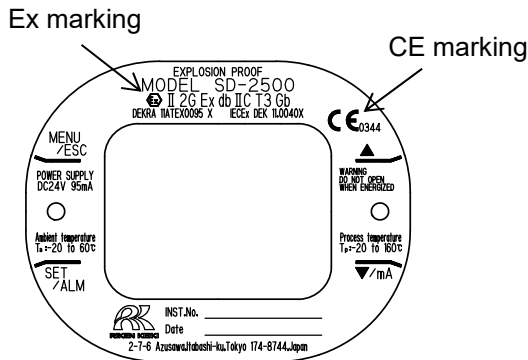 Ex marking
CE marking
EXPLOSION PROOF
MODEL SD-2500
Ex II 2G Ex db IIC T3 Gb
DEKRA 11ATEX0095 X IECEx DEK 11.0040X
CE 0344
MENU
/ESC
▲
POWER SUPPLY
DC24V 95mA
WARNING
DO NOT OPEN
WHEN ENERGIZED
Ambient temperature
Ta:-20 to 60℃
Process temperature
Tp:-20 to 160℃
SET
/ALM
▼/mA
RIKEN KEIKI
INST.No.
Date
2-7-6 Azusawa,Itabashi-ku,Tokyo 174-8744,Japan